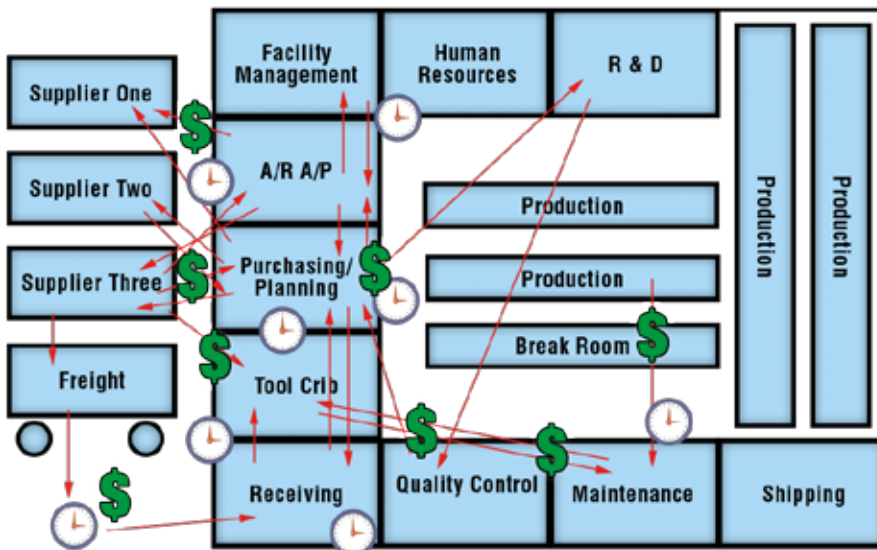 Facility
Management
Human
Resources
R & D
Supplier One
Supplier Two
Supplier Three
Freight
A/R A/P
Purchasing/
Planning
Tool Crib
Receiving
Quality Control
Maintenance
Shipping
Production
Production
Break Room
Production
Production
$
$
$
$
$
$
$
$